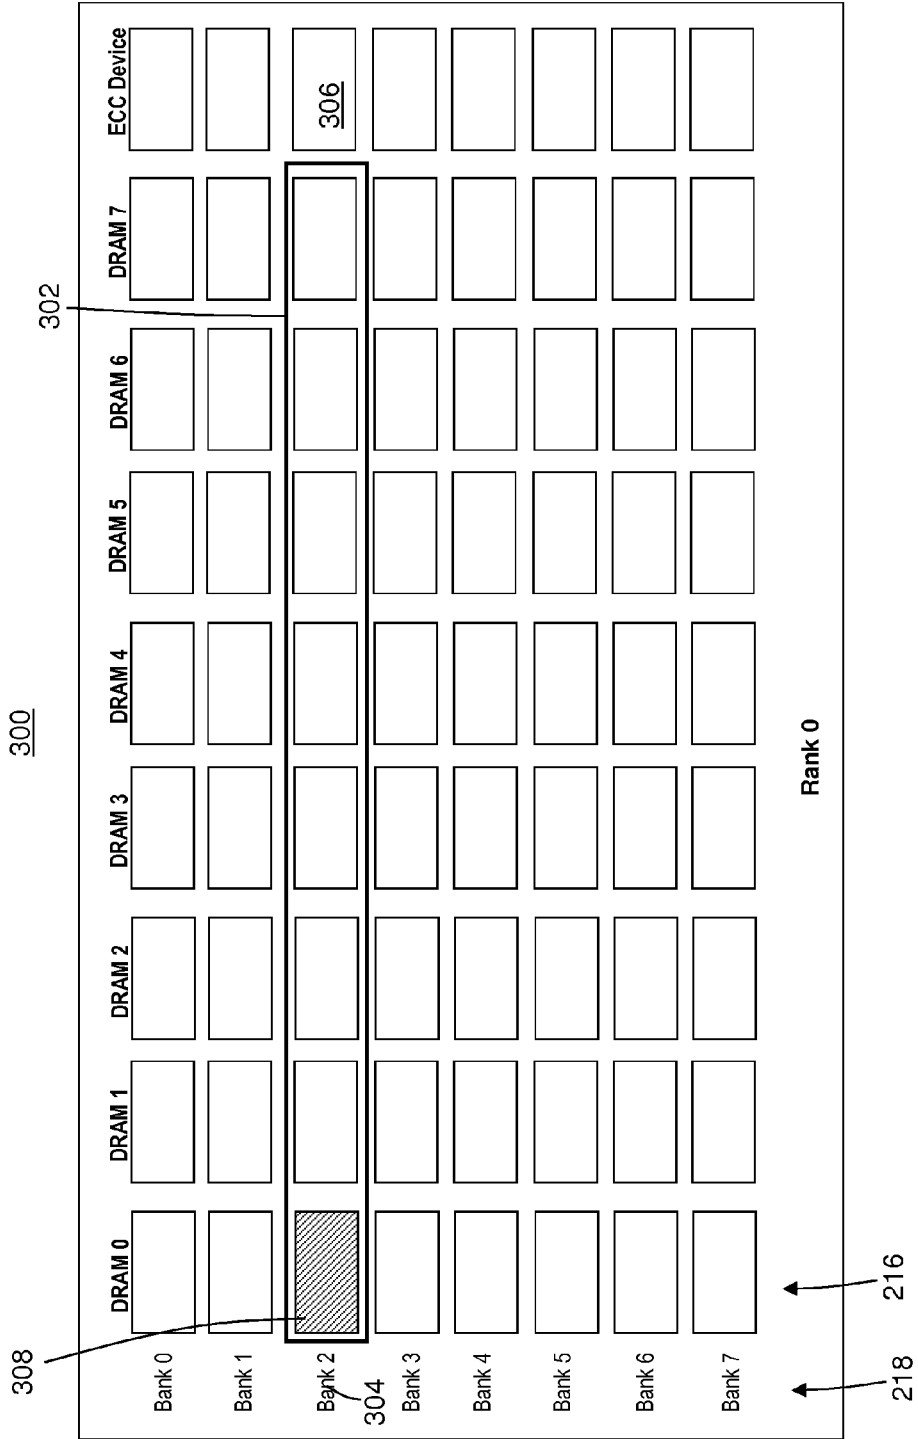 300
308
302
DRAM 0 DRAM 1 DRAM 2 DRAM 3 DRAM 4 DRAM 5 DRAM 6 DRAM 7 ECC Device
Bank 0
Bank 1
Bank 2 306
304
Bank 3
Bank 4
Bank 5
Bank 6
Bank 7
Rank 0
218 216